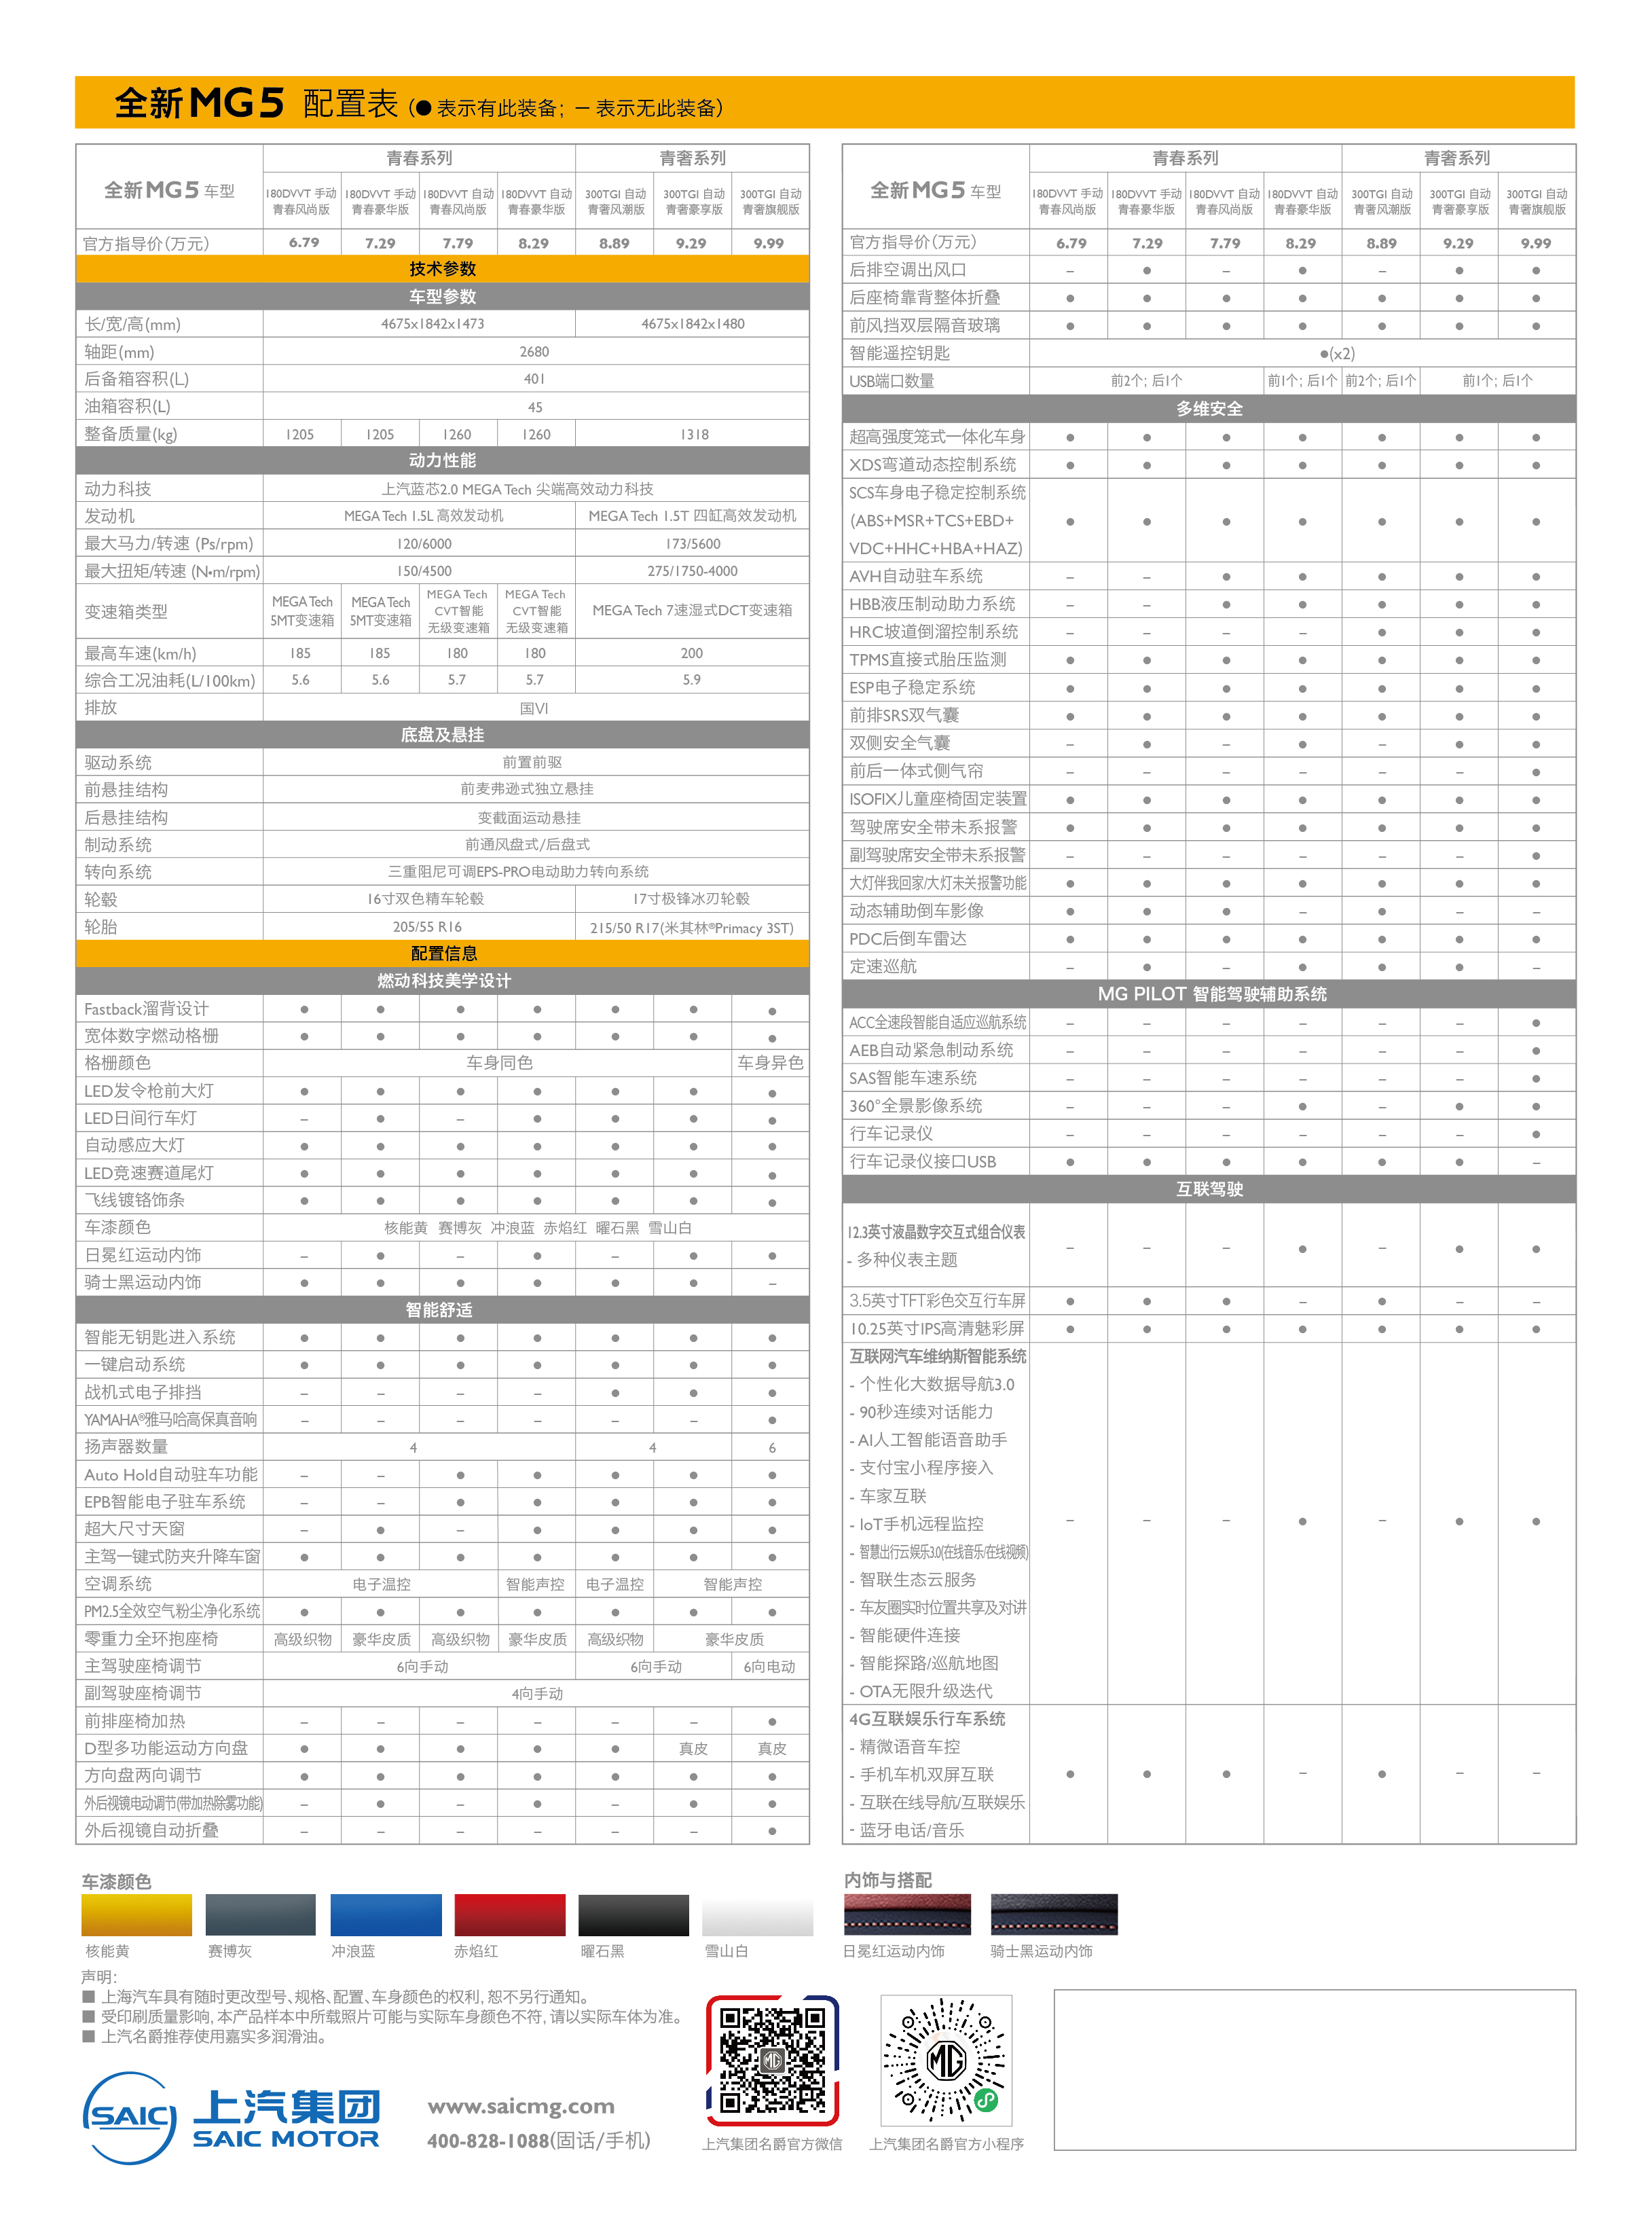 全新MG5 配置表 (● 表示有此装备; — 表示无此装备)
全新MG5 车型 青春系列 青奢系列
180DVVT 手动 180DVVT 手动 180DVVT 自动 180DVVT 自动 300TGI 自动 300TGI 自动 300TGI 自动
青春风尚版 青春豪华版 青春风尚版 青春豪华版 青奢风潮版 青奢豪享版 青奢旗舰版
官方指导价(万元) 6.79 7.29 7.79 8.29 8.89 9.29 9.99
技术参数
车型参数
长/宽/高(mm) 4675x1842x1473 4675x1842x1480
轴距(mm) 2680
后备箱容积(L) 401
油箱容积(L) 45
整备质量(kg) 1205 1205 1260 1260 1318
动力性能
动力科技 上汽蓝芯2.0 MEGA Tech 尖端高效动力科技
发动机 MEGA Tech 1.5L 高效发动机 MEGA Tech 1.5T 四缸高效发动机
最大马力/转速 (Ps/rpm) 120/6000 173/5600
最大扭矩/转速 (N•m/rpm) 150/4500 275/1750-4000
变速箱类型 MEGA Tech 5MT变速箱 MEGA Tech 5MT变速箱 MEGA Tech CVT智能 无级变速箱 MEGA Tech CVT智能 无级变速箱 MEGA Tech 7速湿式DCT变速箱
最高车速(km/h) 185 185 180 180 200
综合工况油耗(L/100km) 5.6 5.6 5.7 5.7 5.9
排放 国VI
底盘及悬挂
驱动系统 前置前驱
前悬挂结构 前麦弗逊式独立悬挂
后悬挂结构 变截面运动悬挂
制动系统 前通风盘式/后盘式
转向系统 三重阻尼可调EPS-PRO电动助力转向系统
轮毂 16寸双色精车轮毂 17寸极锋冰刃轮毂
轮胎 205/55 R16 215/50 R17(米其林®Primacy 3ST)
配置信息
燃动科技美学设计
Fastback溜背设计 ● ● ● ● ● ● ●
宽体数字燃动格栅 ● ● ● ● ● ● ●
格栅颜色 车身同色 车身异色
LED发令枪前大灯 ● ● ● ● ● ● ●
LED日间行车灯 – ● – ● ● ● ●
自动感应大灯 ● ● ● ● ● ● ●
LED竞速赛道尾灯 ● ● ● ● ● ● ●
飞线镀铬饰条 ● ● ● ● ● ● ●
车漆颜色 核能黄 赛博灰 冲浪蓝 赤焰红 曜石黑 雪山白
日冕红运动内饰 – ● – ● – ● ●
骑士黑运动内饰 ● ● ● ● ● ● –
智能舒适
智能无钥匙进入系统 ● ● ● ● ● ● ●
一键启动系统 ● ● ● ● ● ● ●
战机式电子排挡 – – – – ● ● ●
YAMAHA®雅马哈高保真音响 – – – – – – ●
扬声器数量 4 4 6
Auto Hold自动驻车功能 – – ● ● ● ● ●
EPB智能电子驻车系统 – – ● ● ● ● ●
超大尺寸天窗 – ● – ● ● ● ●
主驾一键式防夹升降车窗 ● ● ● ● ● ● ●
空调系统 电子温控 智能声控 电子温控 智能声控
PM2.5全效空气粉尘净化系统 ● ● ● ● ● ● ●
零重力全环抱座椅 高级织物 豪华皮质 高级织物 豪华皮质 高级织物 豪华皮质
主驾驶座椅调节 6向手动 6向手动 6向电动
副驾驶座椅调节 4向手动
前排座椅加热 – – – – – – ●
D型多功能运动方向盘 ● ● ● ● ● 真皮 真皮
方向盘两向调节 ● ● ● ● ● ● ●
外后视镜电动调节(带加热除雾功能) – ● – ● – ● ●
外后视镜自动折叠 – – – – – – ●
全新MG5 车型 青春系列 青奢系列
180DVVT 手动 180DVVT 手动 180DVVT 自动 180DVVT 自动 300TGI 自动 300TGI 自动 300TGI 自动
青春风尚版 青春豪华版 青春风尚版 青春豪华版 青奢风潮版 青奢豪享版 青奢旗舰版
官方指导价(万元) 6.79 7.29 7.79 8.29 8.89 9.29 9.99
后排空调出风口 – ● – ● – ● ●
后座椅靠背整体折叠 ● ● ● ● ● ● ●
前风挡双层隔音玻璃 ● ● ● ● ● ● ●
智能遥控钥匙 ●(x2)
USB端口数量 前2个; 后1个 前1个; 后1个 前2个; 后1个 前1个; 后1个
多维安全
超高强度笼式一体化车身 ● ● ● ● ● ● ●
XDS弯道动态控制系统 ● ● ● ● ● ● ●
SCS车身电子稳定控制系统
(ABS+MSR+TCS+EBD+ ● ● ● ● ● ● ●
VDC+HHC+HBA+HAZ)
AVH自动驻车系统 – – ● ● ● ● ●
HBB液压制动助力系统 – – ● ● ● ● ●
HRC坡道倒溜控制系统 – – – – ● ● ●
TPMS直接式胎压监测 ● ● ● ● ● ● ●
ESP电子稳定系统 ● ● ● ● ● ● ●
前排SRS双气囊 ● ● ● ● ● ● ●
双侧安全气囊 – ● – ● – ● ●
前后一体式侧气帘 – – – – – – ●
ISOFIX儿童座椅固定装置 ● ● ● ● ● ● ●
驾驶席安全带未系报警 ● ● ● ● ● ● ●
副驾驶席安全带未系报警 – – – – – – ●
大灯伴我回家/大灯未关报警功能 ● ● ● ● ● ● ●
动态辅助倒车影像 ● ● ● – ● – –
PDC后倒车雷达 ● ● ● ● ● ● ●
定速巡航 – ● – ● ● ● –
MG PILOT 智能驾驶辅助系统
ACC全速段智能自适应巡航系统 – – – – – – ●
AEB自动紧急制动系统 – – – – – – ●
SAS智能车速系统 – – – – – – ●
360°全景影像系统 – – – ● – ● ●
行车记录仪 – – – – – – ●
行车记录仪接口USB ● ● ● ● ● ● –
互联驾驶
12.3英寸液晶数字交互式组合仪表
- 多种仪表主题 – – – ● – ● ●
3.5英寸TFT彩色交互行车屏 ● ● ● – ● – –
10.25英寸IPS高清魅彩屏 ● ● ● ● ● ● ●
互联网汽车维纳斯智能系统
- 个性化大数据导航3.0
- 90秒连续对话能力
- AI人工智能语音助手
- 支付宝小程序接入
- 车家互联
- IoT手机远程监控 – – – ● – ● ●
- 智慧出行云娱乐3.0(在线音乐/在线视频)
- 智联生态云服务
- 车友圈实时位置共享及对讲
- 智能硬件连接
- 智能探路/巡航地图
- OTA无限升级迭代
4G互联娱乐行车系统
- 精微语音车控
- 手机车机双屏互联 ● ● ● – ● – –
- 互联在线导航/互联娱乐
- 蓝牙电话/音乐
车漆颜色
核能黄 赛博灰 冲浪蓝 赤焰红 曜石黑 雪山白
内饰与搭配
日冕红运动内饰 骑士黑运动内饰
声明:
■ 上海汽车具有随时更改型号、规格、配置、车身颜色的权利, 恕不另行通知。
■ 受印刷质量影响, 本产品样本中所载照片可能与实际车身颜色不符, 请以实际车体为准。
■ 上汽名爵推荐使用嘉实多润滑油。
SAIC 上汽集团
SAIC MOTOR
www.saicmg.com
400-828-1088(固话/手机)
MG
上汽集团名爵官方微信
MG
上汽集团名爵官方小程序